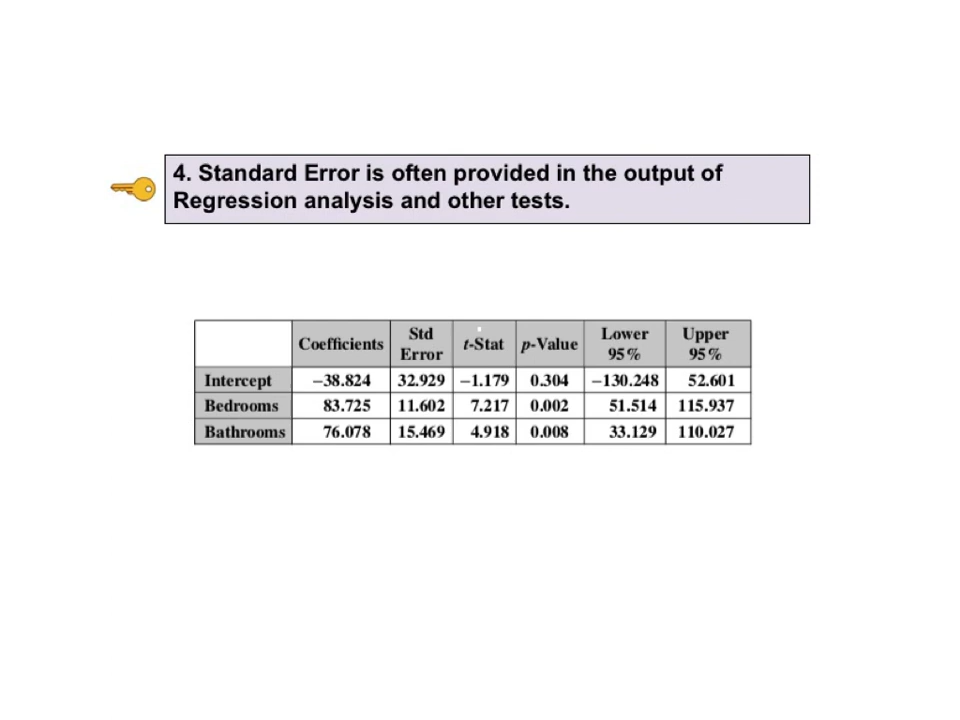 4. Standard Error is often provided in the output of
Regression analysis and other tests.
Coefficients Std Error t-Stat p-Value Lower 95% Upper 95%
Intercept −38.824 32.929 −1.179 0.304 −130.248 52.601
Bedrooms 83.725 11.602 7.217 0.002 51.514 115.937
Bathrooms 76.078 15.469 4.918 0.008 33.129 110.027